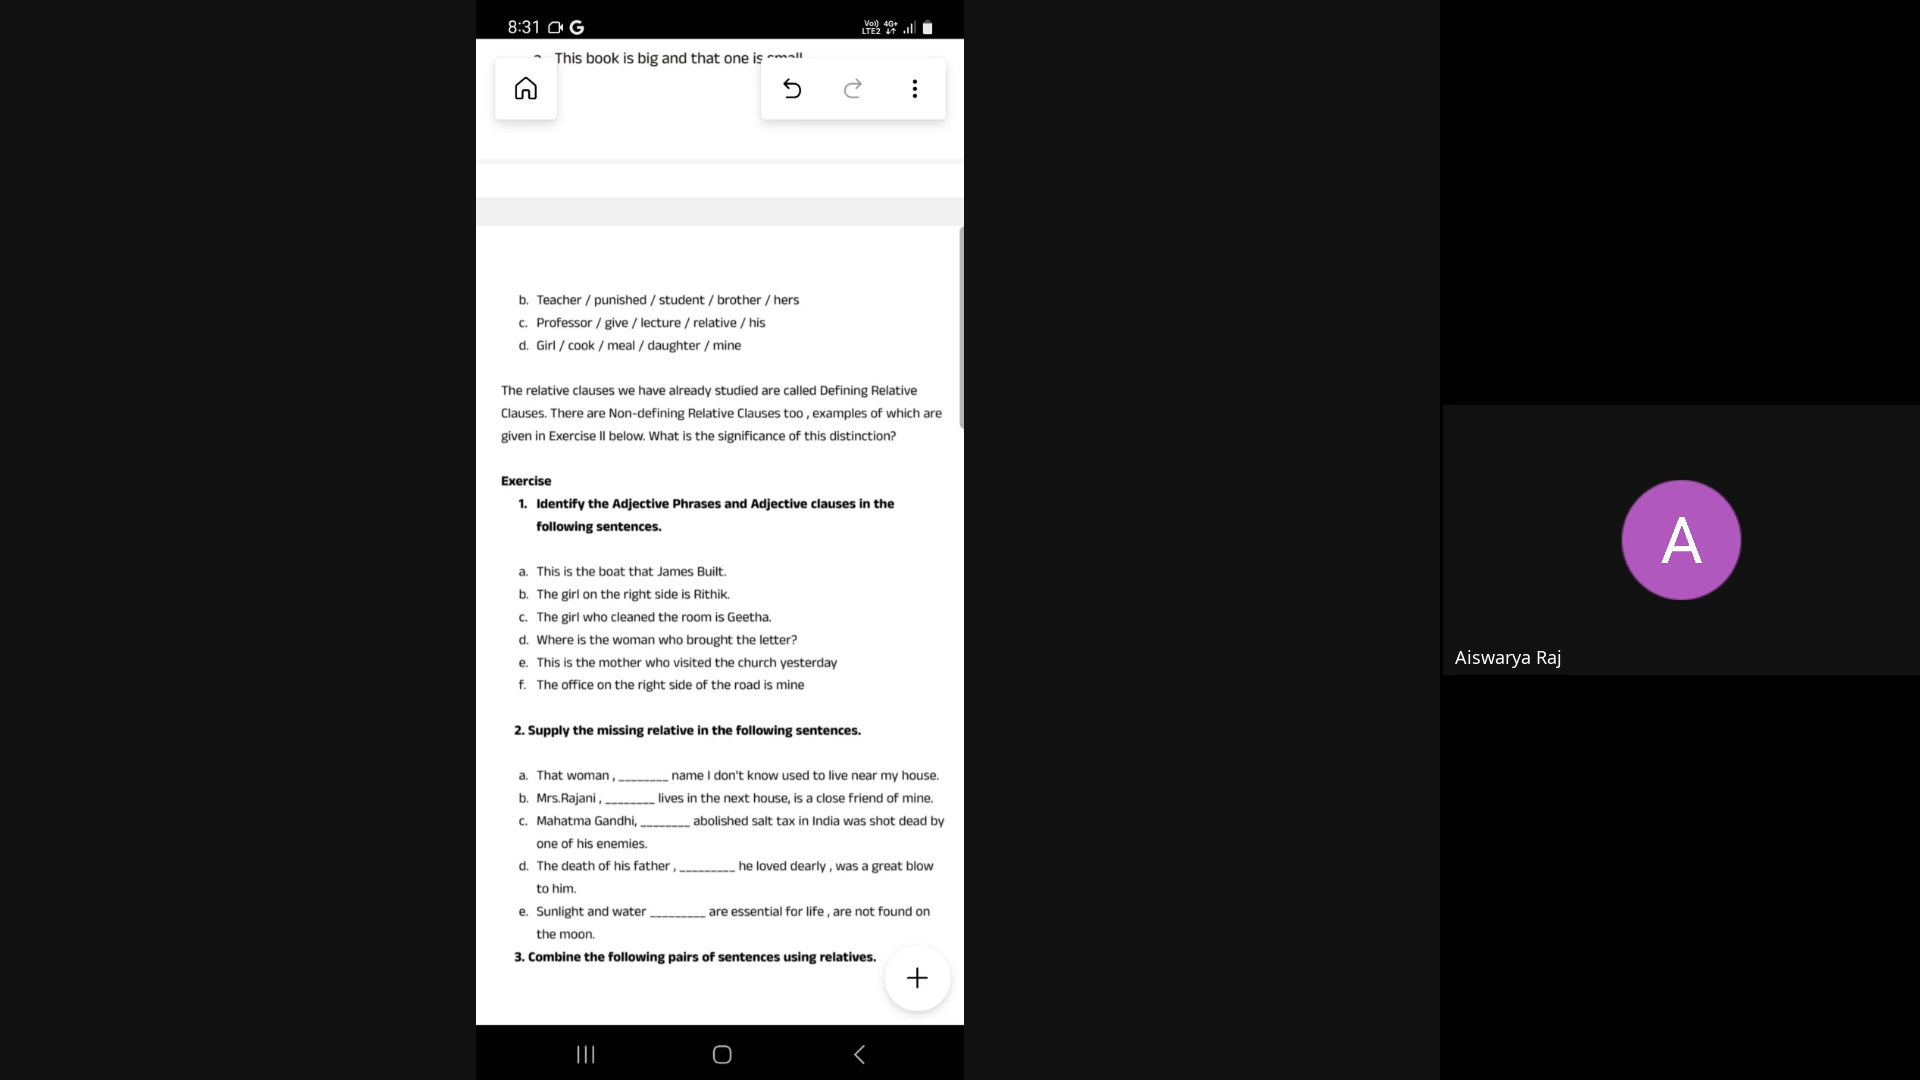 8:31
Vo)) 4G+
LTE2
a. This book is big and that one is small
b. Teacher / punished / student / brother / hers
c. Professor / give / lecture / relative / his
d. Girl / cook / meal / daughter / mine
The relative clauses we have already studied are called Defining Relative
Clauses. There are Non-defining Relative Clauses too , examples of which are
given in Exercise II below. What is the significance of this distinction?
Exercise
1. Identify the Adjective Phrases and Adjective clauses in the
following sentences.
a. This is the boat that James Built.
b. The girl on the right side is Rithik.
c. The girl who cleaned the room is Geetha.
d. Where is the woman who brought the letter?
e. This is the mother who visited the church yesterday
f. The office on the right side of the road is mine
2. Supply the missing relative in the following sentences.
a. That woman , ________ name I don't know used to live near my house.
b. Mrs.Rajani , ________ lives in the next house, is a close friend of mine.
c. Mahatma Gandhi, ________ abolished salt tax in India was shot dead by
one of his enemies.
d. The death of his father , _________ he loved dearly , was a great blow
to him.
e. Sunlight and water _________ are essential for life , are not found on
the moon.
3. Combine the following pairs of sentences using relatives.
A
Aiswarya Raj